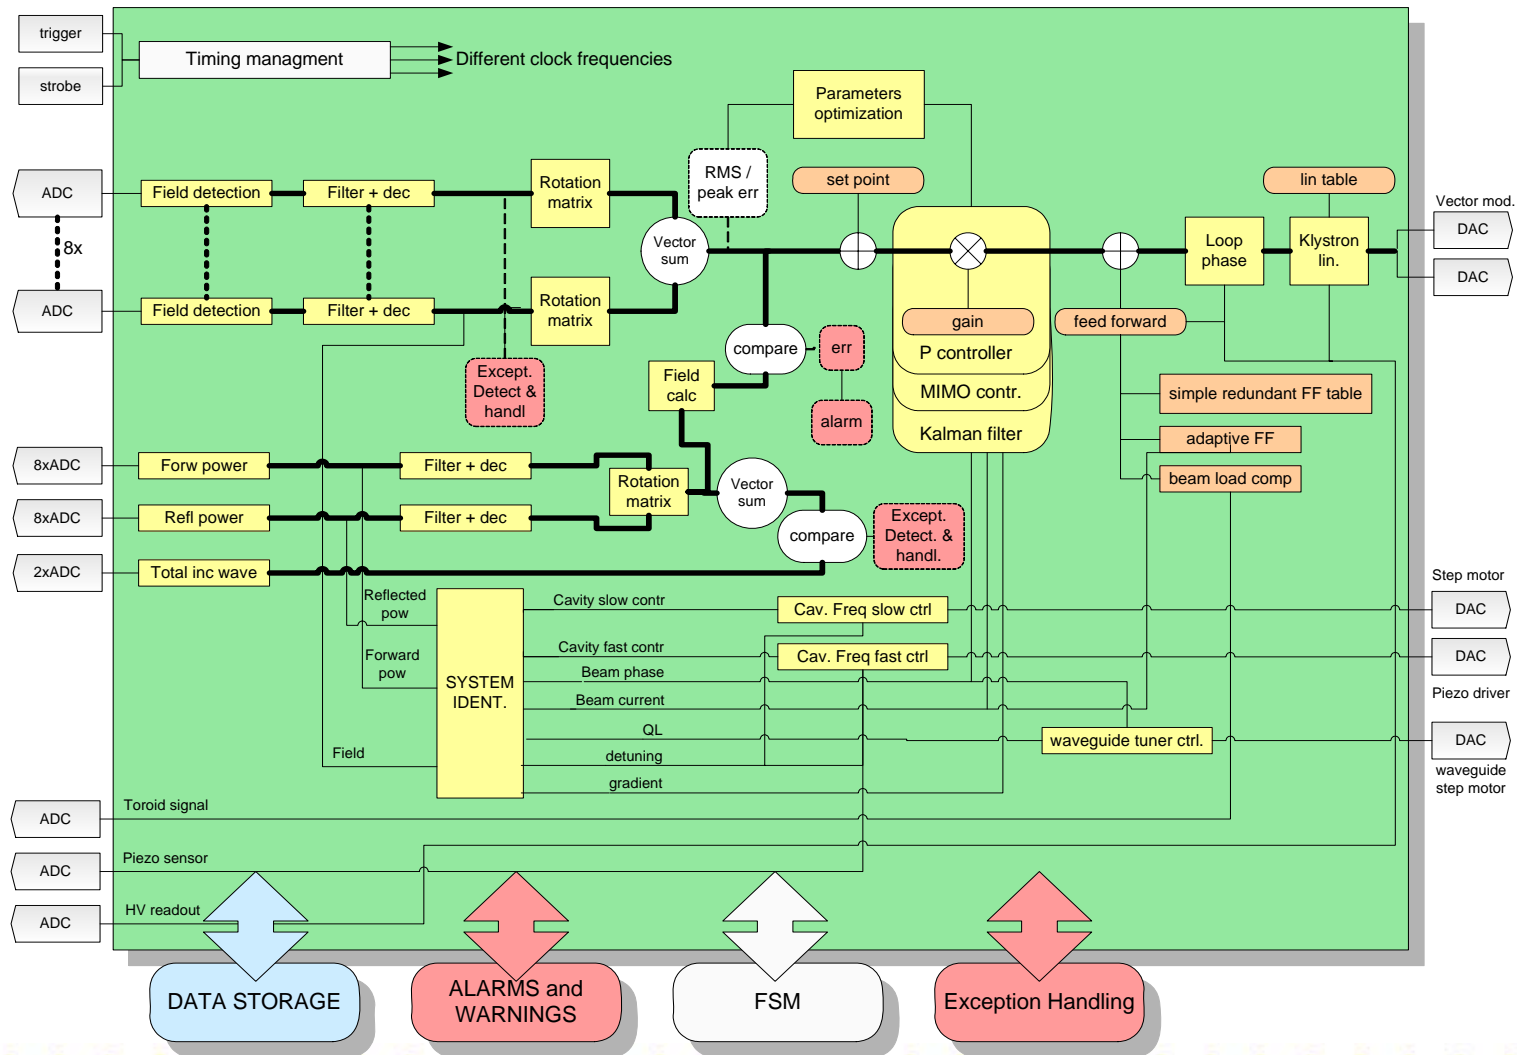 trigger
Timing managment
Different clock frequencies
strobe
Parameters
optimization
RMS /
peak err
set point
lin table
ADC
Field detection
Filter + dec
Rotation
matrix
Vector
sum
8x
Loop
phase
Klystron
lin.
Vector mod.
DAC
DAC
ADC
Field detection
Filter + dec
Rotation
matrix
gain
feed forward
P controller
MIMO contr.
Kalman filter
compare
err
alarm
Except.
Detect &
handl
Field
calc
simple redundant FF table
adaptive FF
beam load comp
8xADC
Forw power
Filter + dec
Rotation
matrix
Vector
sum
8xADC
Refl power
Filter + dec
compare
Except.
Detect. &
handl.
2xADC
Total inc wave
Reflected
pow
Forward
pow
Field
SYSTEM
IDENT.
Cavity slow contr
Cav. Freq slow ctrl
Cavity fast contr
Cav. Freq fast ctrl
Beam phase
Beam current
QL
detuning
gradient
waveguide tuner ctrl.
Step motor
DAC
DAC
Piezo driver
DAC
waveguide
step motor
ADC
Toroid signal
ADC
Piezo sensor
ADC
HV readout
DATA STORAGE
ALARMS and
WARNINGS
FSM
Exception Handling